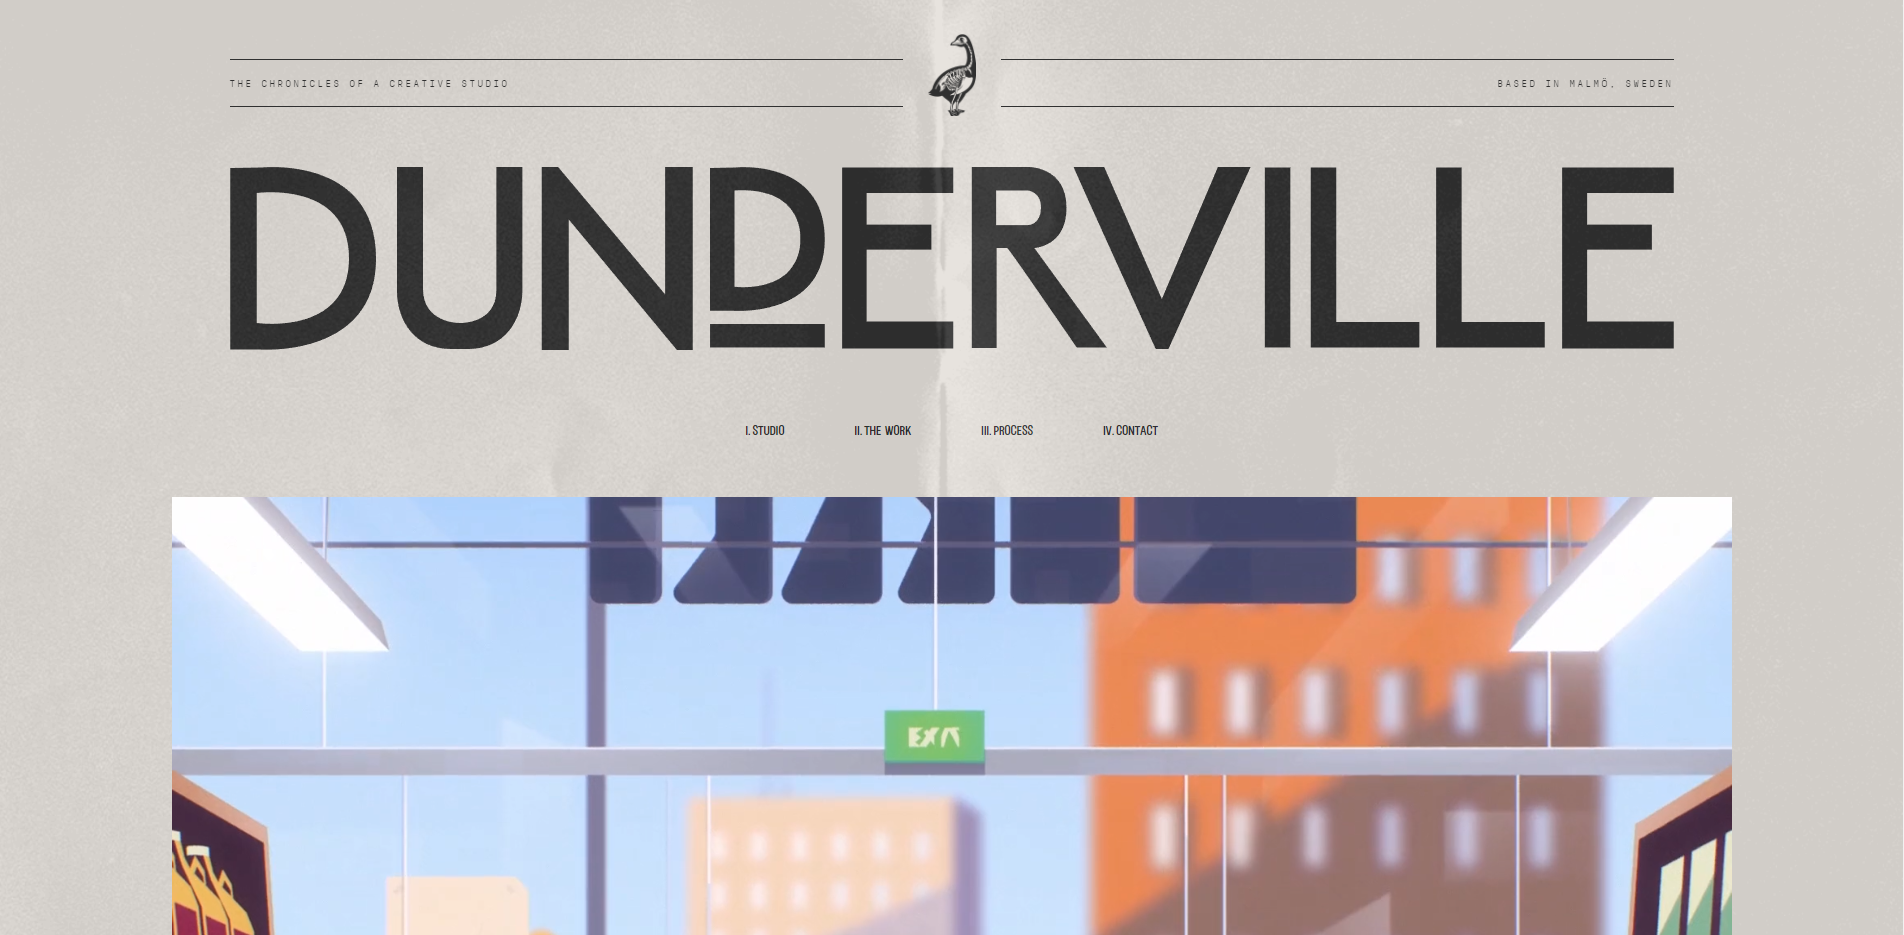 THE CHRONICLES OF A CREATIVE STUDIO
BASED IN MALMÖ, SWEDEN
DUNDERVILLE
I. STUDIO
II. THE WORK
III. PROCESS
IV. CONTACT
EXIT